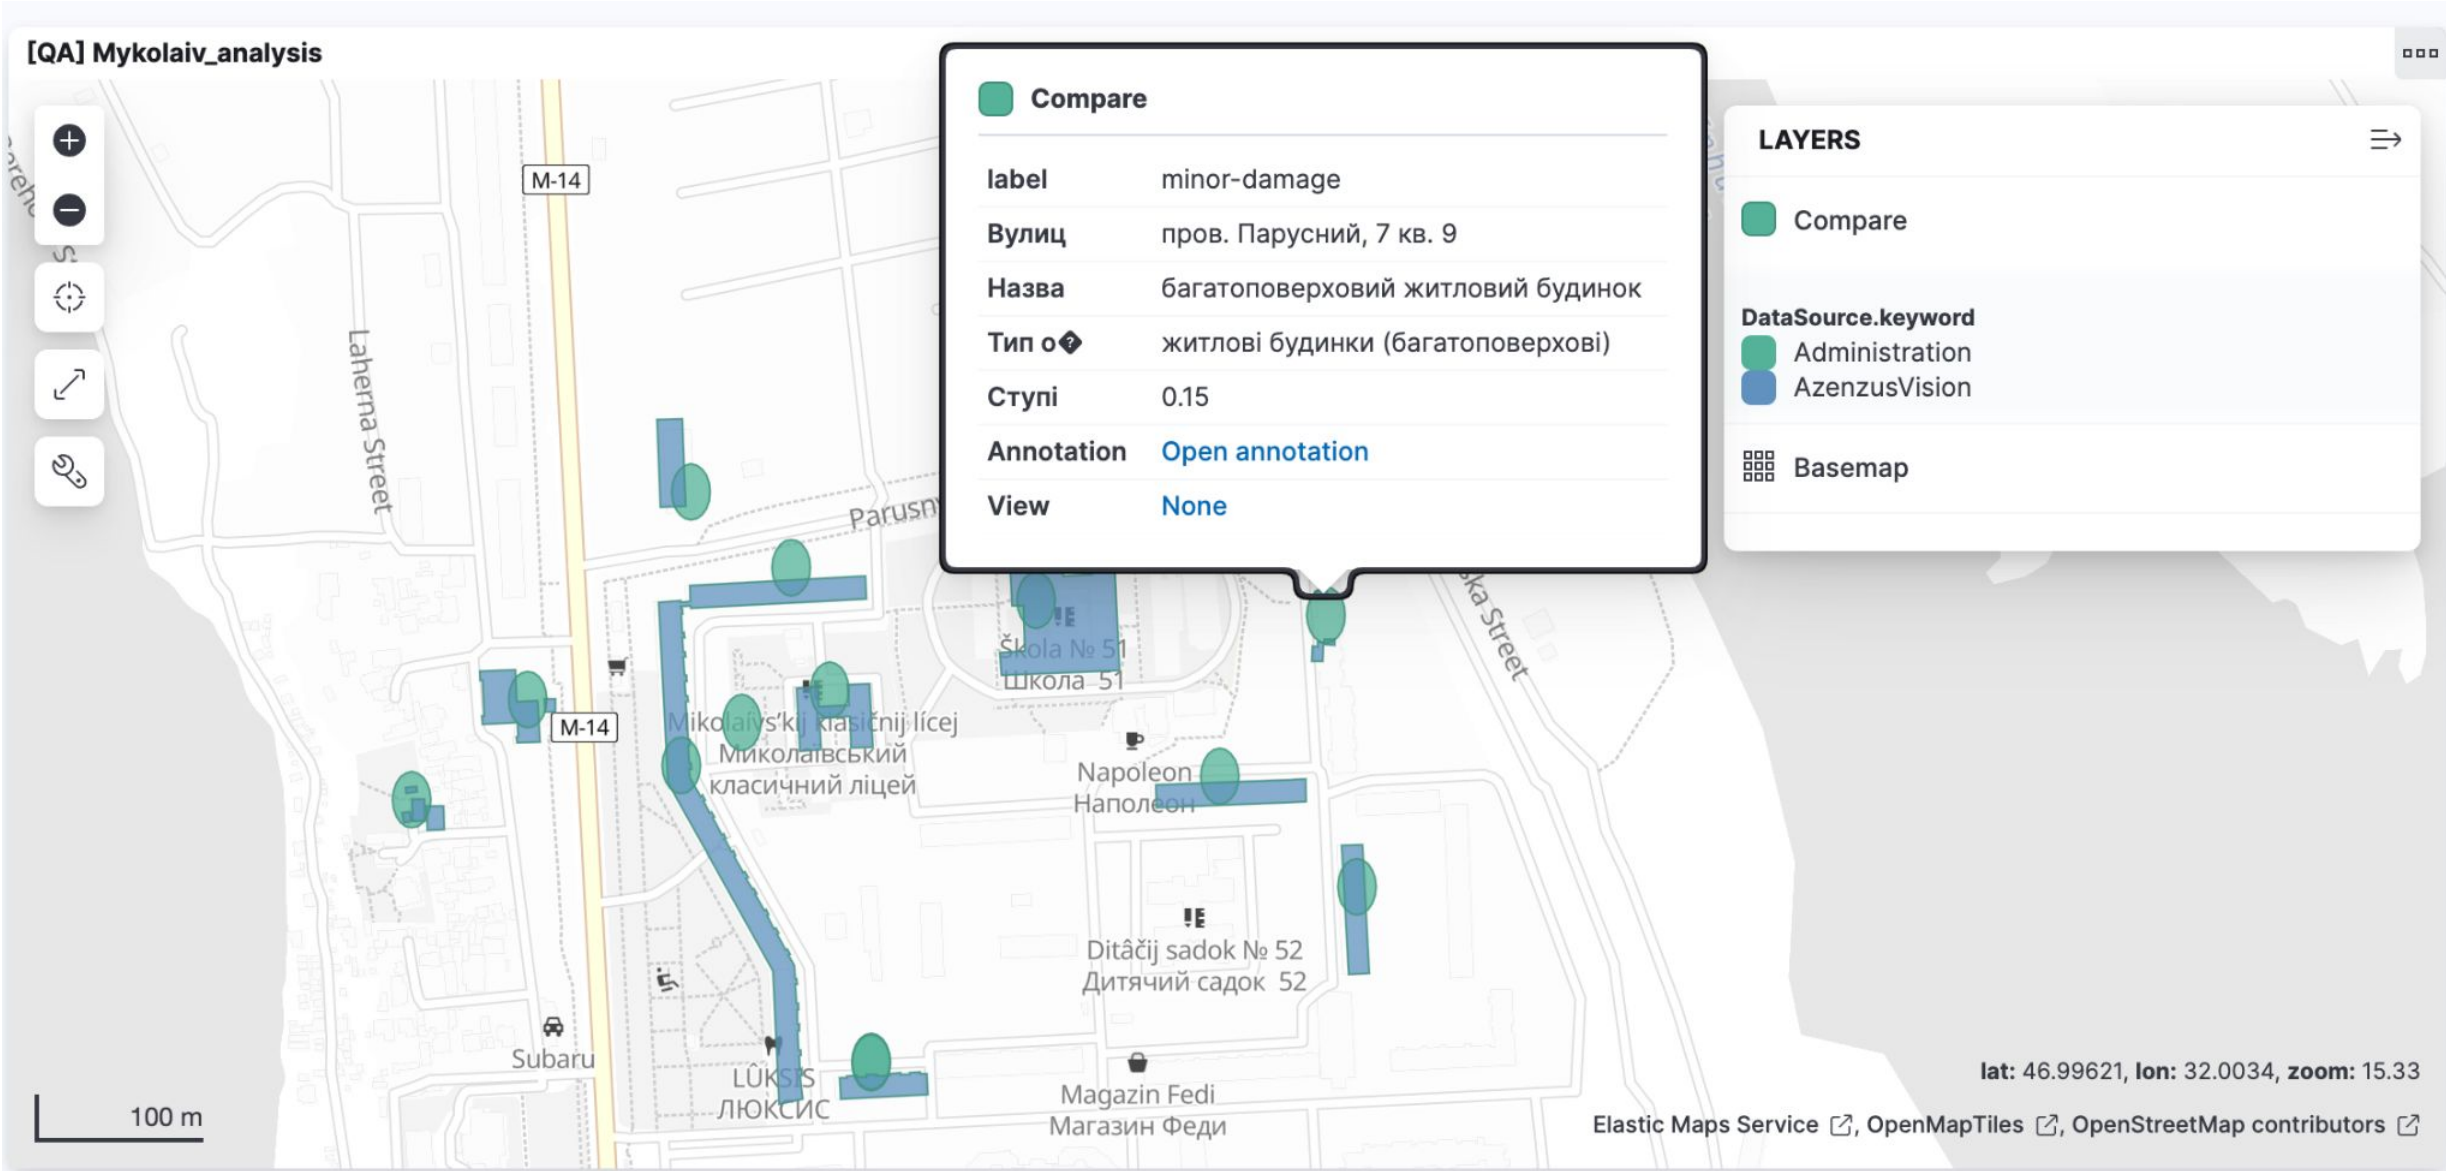 [QA] Mykolaiv_analysis
Compare
label minor-damage
Вулиц пров. Парусний, 7 кв. 9
Назва багатоповерховий житловий будинок
Тип о� житлові будинки (багатоповерхові)
Ступі 0.15
Annotation Open annotation
View None
LAYERS
Compare
DataSource.keyword
Administration
AzenzusVision
Basemap
M-14
Laherna Street
Škola № 51
Школа 51
M-14
Mikolaïvs'kij klasičnij lícej
Миколаївський
класичний ліцей
Napoleon
Наполеон
Ditâčij sadok № 52
Дитячий садок 52
Subaru
LÛKSIS
ЛЮКСИС
Magazin Fedi
Магазин Феди
100 m
lat: 46.99621, lon: 32.0034, zoom: 15.33
Elastic Maps Service, OpenMapTiles, OpenStreetMap contributors